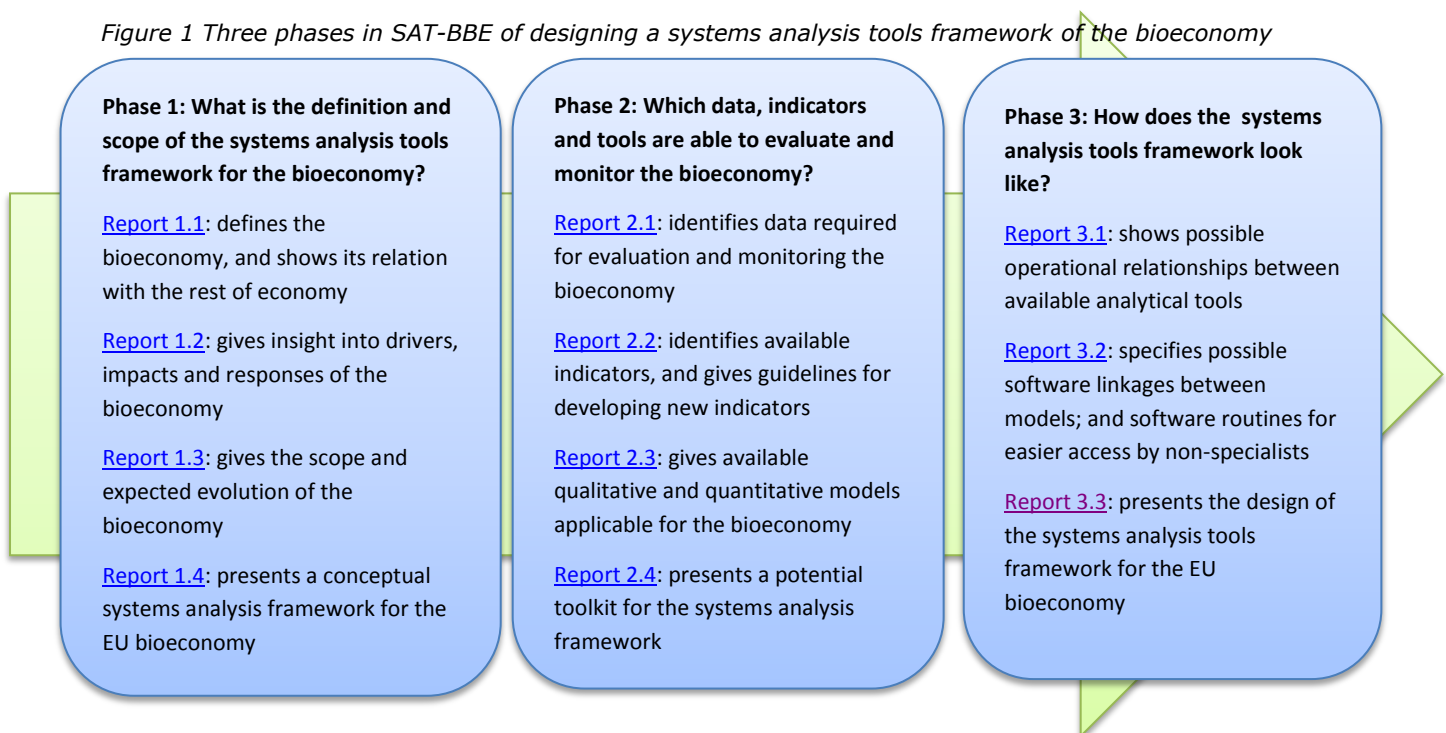 Figure 1 Three phases in SAT-BBE of designing a systems analysis tools framework of the bioeconomy
Phase 1: What is the definition and
scope of the systems analysis tools
framework for the bioeconomy?
Report 1.1: defines the
bioeconomy, and shows its relation
with the rest of economy
Report 1.2: gives insight into drivers,
impacts and responses of the
bioeconomy
Report 1.3: gives the scope and
expected evolution of the
bioeconomy
Report 1.4: presents a conceptual
systems analysis framework for the
EU bioeconomy
Phase 2: Which data, indicators
and tools are able to evaluate and
monitor the bioeconomy?
Report 2.1: identifies data required
for evaluation and monitoring the
bioeconomy
Report 2.2: identifies available
indicators, and gives guidelines for
developing new indicators
Report 2.3: gives available
qualitative and quantitative models
applicable for the bioeconomy
Report 2.4: presents a potential
toolkit for the systems analysis
framework
Phase 3: How does the systems
analysis tools framework look
like?
Report 3.1: shows possible
operational relationships between
available analytical tools
Report 3.2: specifies possible
software linkages between
models; and software routines for
easier access by non-specialists
Report 3.3: presents the design of
the systems analysis tools
framework for the EU
bioeconomy